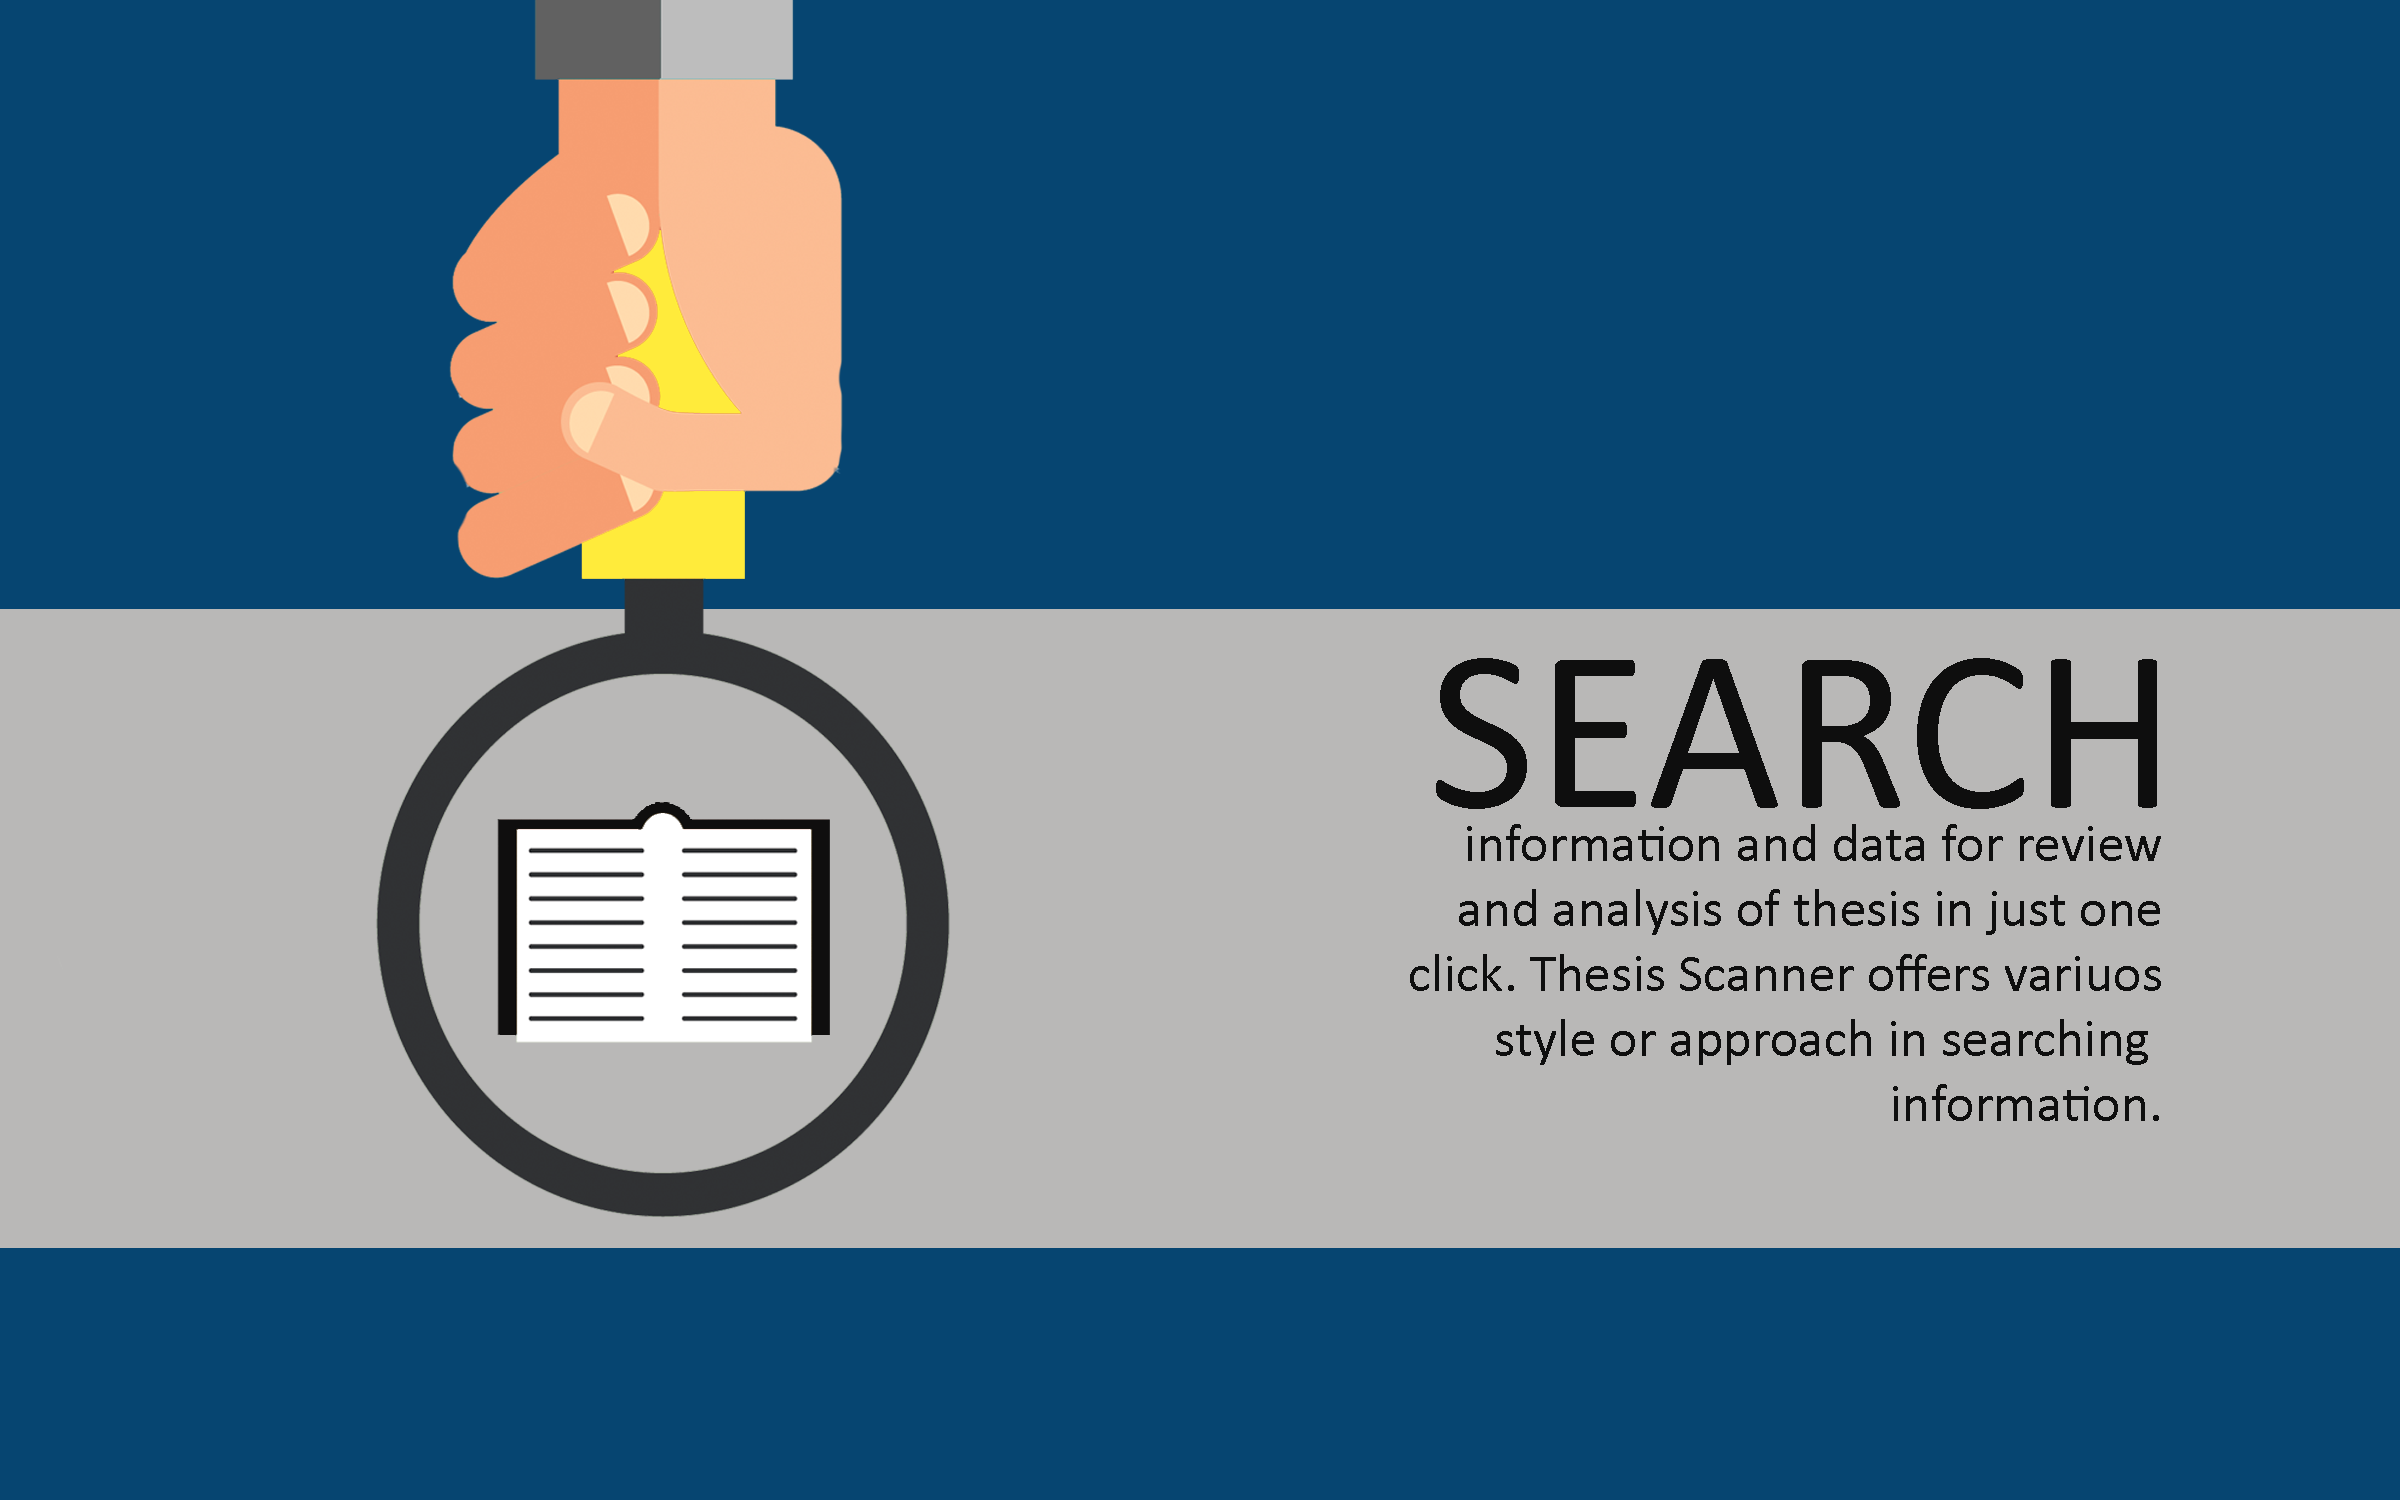 SEARCH
information and data for review
and analysis of thesis in just one
click. Thesis Scanner offers variuos
style or approach in searching
information.